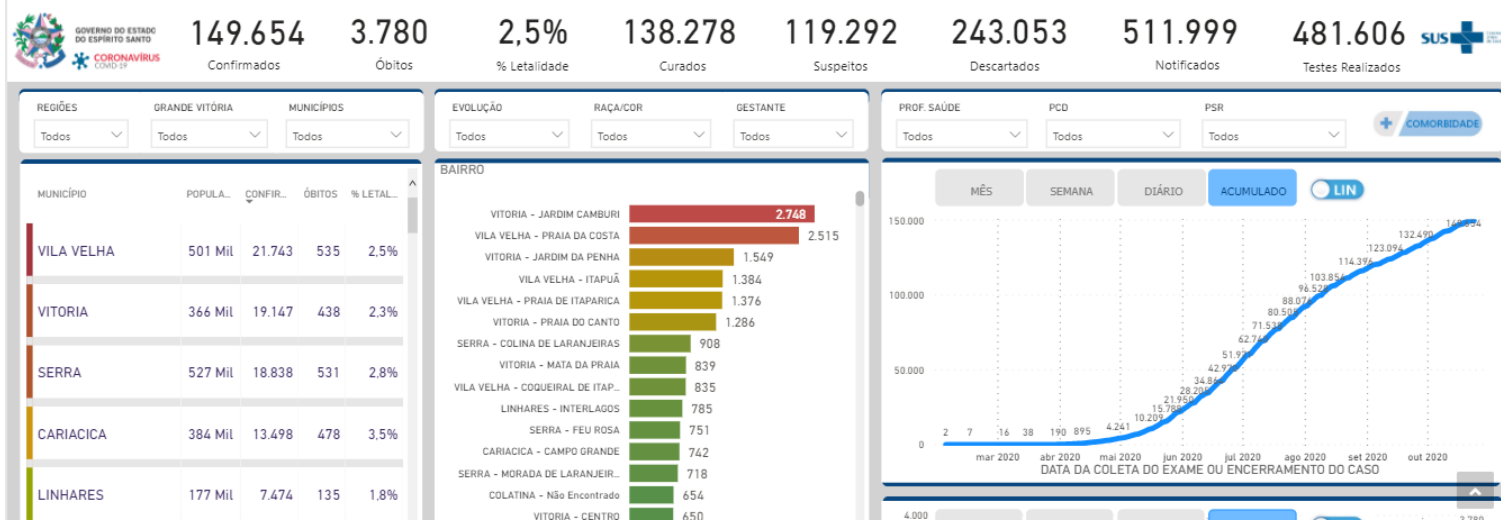 GOVERNO DO ESTADO
DO ESPÍRITO SANTO
CORONAVÍRUS
COVID-19
149.654
Confirmados
3.780
Óbitos
2,5%
% Letalidade
138.278
Curados
119.292
Suspeitos
243.053
Descartados
511.999
Notificados
481.606
Testes Realizados
SUS
REGIÕES GRANDE VITÓRIA MUNICÍPIOS
Todos Todos Todos
EVOLUÇÃO RAÇA/COR GESTANTE
Todos Todos Todos
PROF. SAÚDE PCD PSR
Todos Todos Todos
COMORBIDADE
MUNICÍPIO POPULA... CONFIR... ÓBITOS % LETAL...
VILA VELHA 501 Mil 21.743 535 2,5%
VITORIA 366 Mil 19.147 438 2,3%
SERRA 527 Mil 18.838 531 2,8%
CARIACICA 384 Mil 13.498 478 3,5%
LINHARES 177 Mil 7.474 135 1,8%
BAIRRO
VITORIA - JARDIM CAMBURI 2.748
VILA VELHA - PRAIA DA COSTA 2.515
VITORIA - JARDIM DA PENHA 1.549
VILA VELHA - ITAPUÃ 1.384
VILA VELHA - PRAIA DE ITAPARICA 1.376
VITORIA - PRAIA DO CANTO 1.286
SERRA - COLINA DE LARANJEIRAS 908
VITORIA - MATA DA PRAIA 839
VILA VELHA - COQUEIRAL DE ITAP... 835
LINHARES - INTERLAGOS 785
SERRA - FEU ROSA 751
CARIACICA - CAMPO GRANDE 742
SERRA - MORADA DE LARANJEIR... 718
COLATINA - Não Encontrado 654
VITORIA - CENTRO 650
MÊS SEMANA DIÁRIO ACUMULADO LIN
150.000
100.000
50.000
0
2 7 16 38 190 895 4.241 10.209 15.788 21.950 28.205 34.864 42.97 51.97 62.76 71.53 80.50 88.07 96.52 103.85 114.39 123.094 132.490 149.654
mar 2020 abr 2020 mai 2020 jun 2020 jul 2020 ago 2020 set 2020 out 2020
DATA DA COLETA DO EXAME OU ENCERRAMENTO DO CASO
4.000
3.780